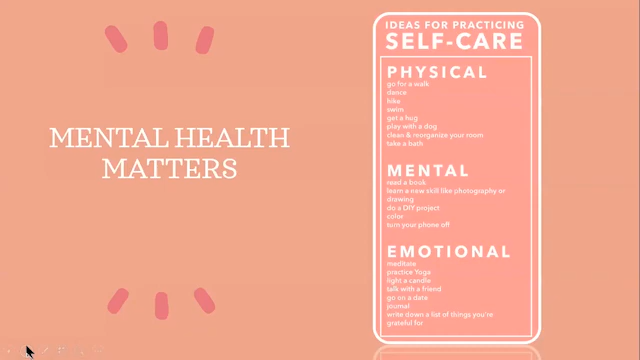 MENTAL HEALTH
MATTERS
IDEAS FOR PRACTICING
SELF-CARE
PHYSICAL
go for a walk
dance
hike
swim
get a hug
play with a dog
clean & reorganize your room
take a bath
MENTAL
read a book
learn a new skill like photography or
drawing
do a DIY project
color
turn your phone off
EMOTIONAL
meditate
practice Yoga
light a candle
talk with a friend
go on a date
journal
write down a list of things you're
grateful for